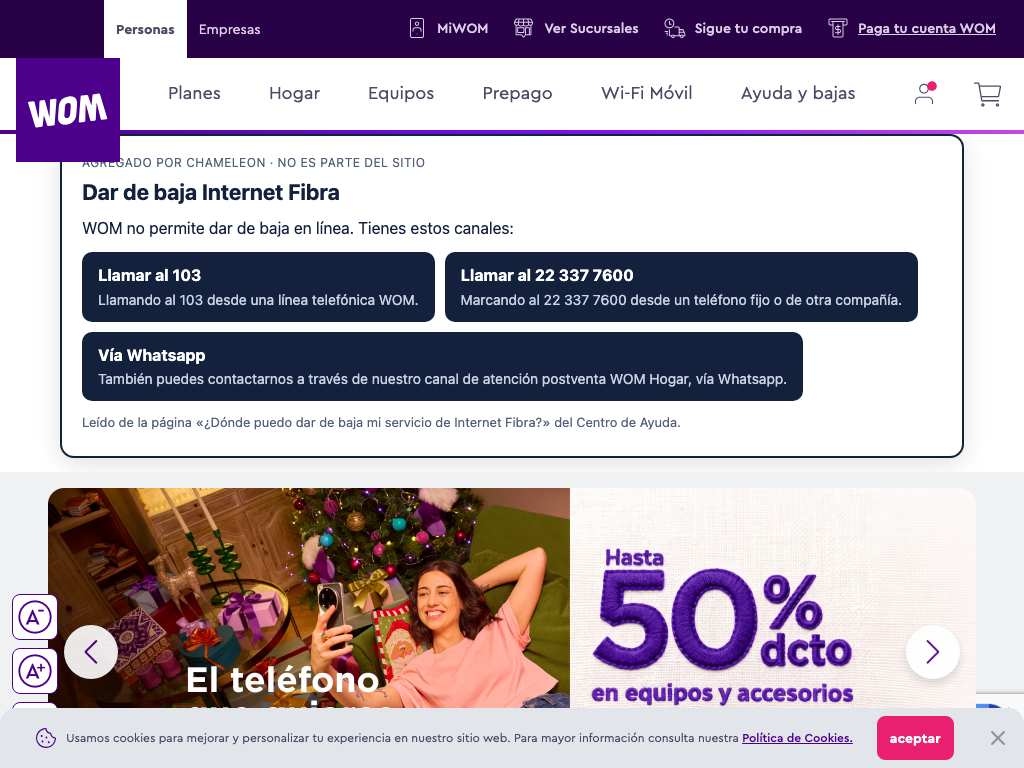 Personas
Empresas
MiWOM
Ver Sucursales
Sigue tu compra
Paga tu cuenta WOM
WOM
Planes
Hogar
Equipos
Prepago
Wi-Fi Móvil
Ayuda y bajas
AGREGADO POR CHAMELEON · NO ES PARTE DEL SITIO
Dar de baja Internet Fibra
WOM no permite dar de baja en línea. Tienes estos canales:
Llamar al 103
Llamando al 103 desde una línea telefónica WOM.
Llamar al 22 337 7600
Marcando al 22 337 7600 desde un teléfono fijo o de otra compañía.
Vía Whatsapp
También puedes contactarnos a través de nuestro canal de atención postventa WOM Hogar, vía Whatsapp.
Leído de la página «¿Dónde puedo dar de baja mi servicio de Internet Fibra?» del Centro de Ayuda.
Hasta
50% dcto
en equipos y accesorios
El teléfono
A-
A+
Usamos cookies para mejorar y personalizar tu experiencia en nuestro sitio web. Para mayor información consulta nuestra Política de Cookies.
aceptar